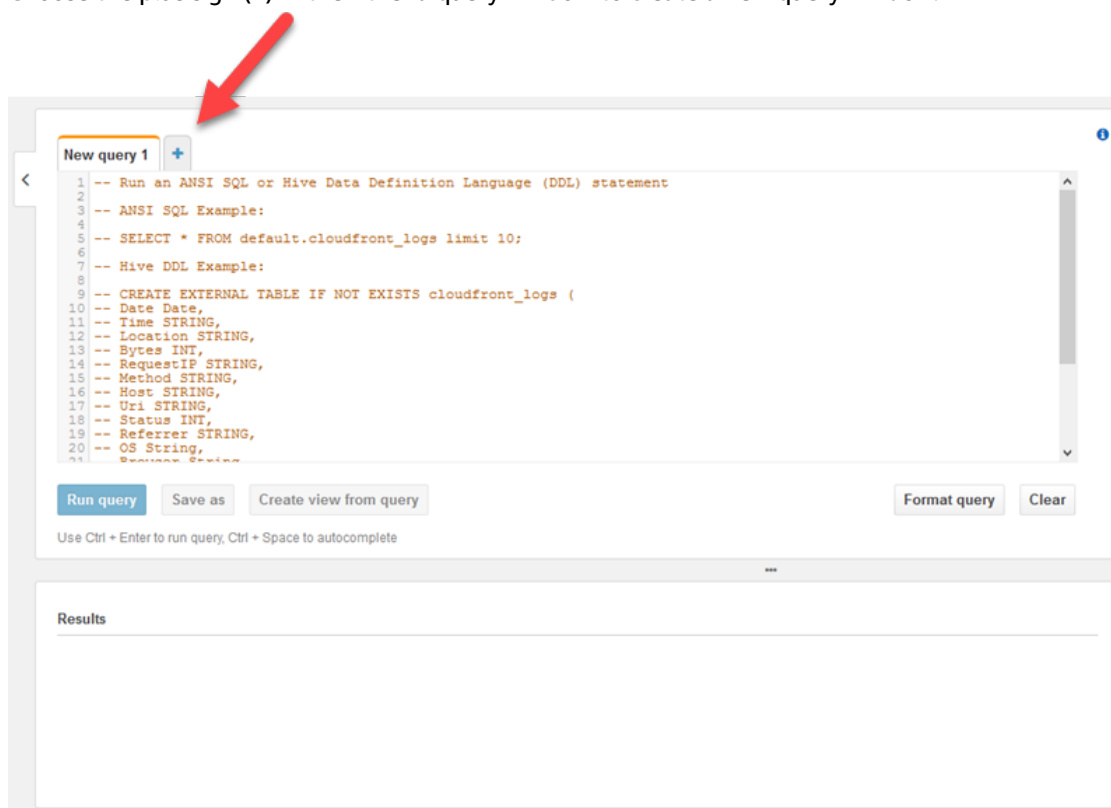 New query 1 +
1 -- Run an ANSI SQL or Hive Data Definition Language (DDL) statement
2
3 -- ANSI SQL Example:
4
5 -- SELECT * FROM default.cloudfront_logs limit 10;
6
7 -- Hive DDL Example:
8
9 -- CREATE EXTERNAL TABLE IF NOT EXISTS cloudfront_logs (
10 -- Date Date,
11 -- Time STRING,
12 -- Location STRING,
13 -- Bytes INT,
14 -- RequestIP STRING,
15 -- Method STRING,
16 -- Host STRING,
17 -- Uri STRING,
18 -- Status INT,
19 -- Referrer STRING,
20 -- OS String,
Run query Save as Create view from query Format query Clear
Use Ctrl + Enter to run query, Ctrl + Space to autocomplete
Results